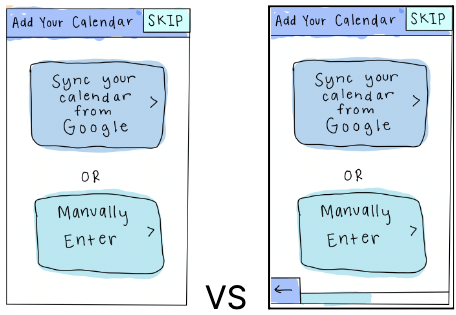 Add Your Calendar SKIP
Sync your
calendar
from
Google
>
OR
Manually
Enter
>
VS
Add Your Calendar SKIP
Sync your
calendar
from
Google
>
OR
Manually
Enter
>
←